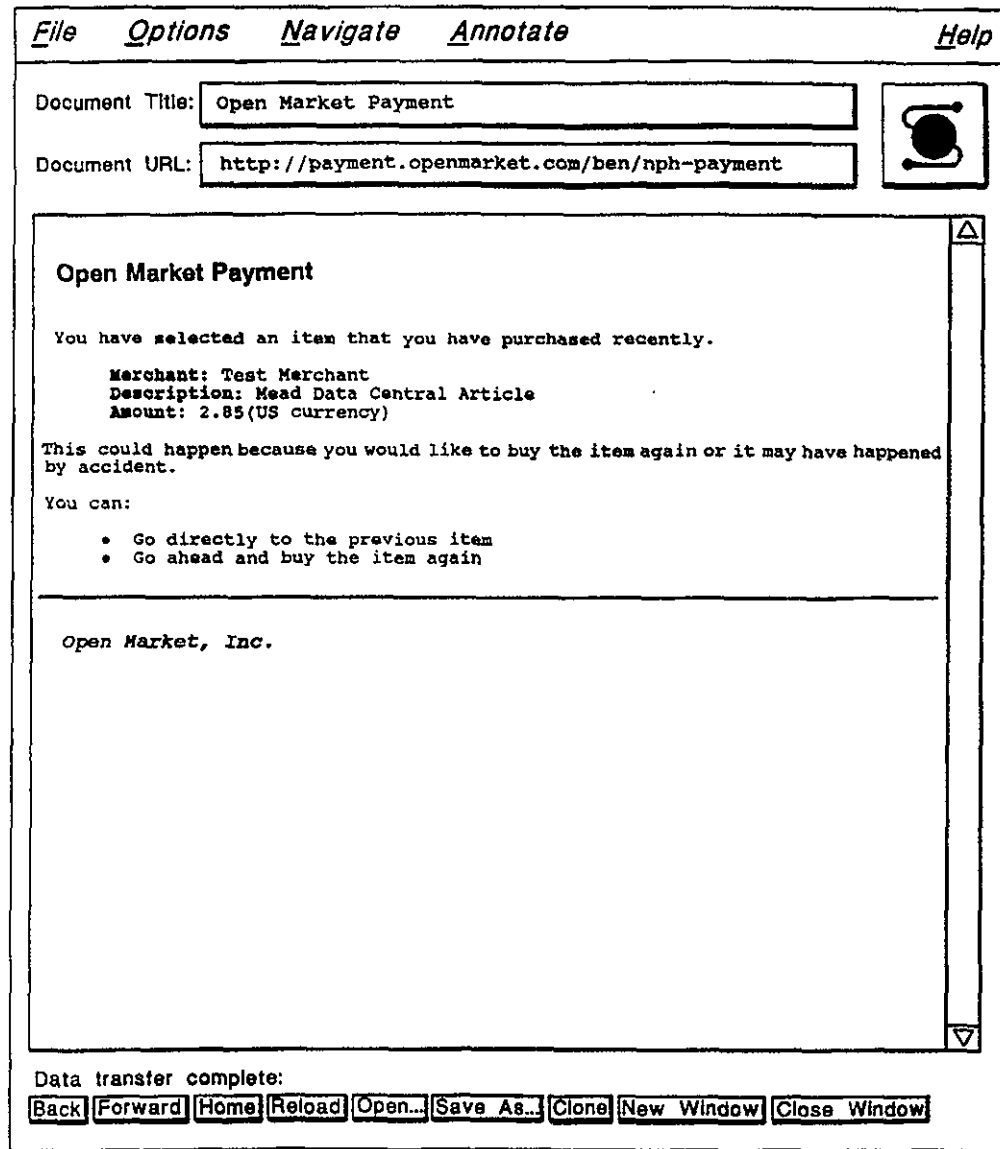 File Options Navigate Annotate Help
Document Title: Open Market Payment
Document URL: http://payment.openmarket.com/ben/nph-payment
Open Market Payment
You have selected an item that you have purchased recently.
Merchant: Test Merchant
Description: Mead Data Central Article
Amount: 2.85(US currency)
This could happen because you would like to buy the item again or it may have happened
by accident.
You can:
• Go directly to the previous item
• Go ahead and buy the item again
Open Market, Inc.
Data transfer complete:
Back Forward Home Reload Open... Save As... Clone New Window Close Window